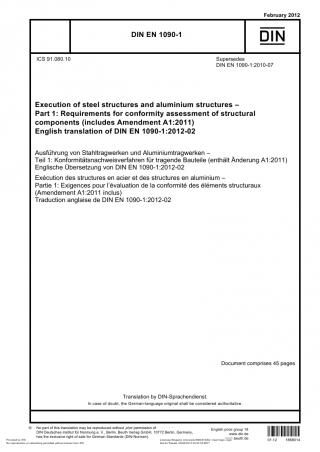 February 2012
DIN EN 1090-1
DIN
ICS 91.080.10
Supersedes
DIN EN 1090-1:2010-07
Execution of steel structures and aluminium structures –
Part 1: Requirements for conformity assessment of structural
components (includes Amendment A1:2011)
English translation of DIN EN 1090-1:2012-02
Ausführung von Stahltragwerken und Aluminiumtragwerken –
Teil 1: Konformitätsnachweisverfahren für tragende Bauteile (enthält Änderung A1:2011)
Englische Übersetzung von DIN EN 1090-1:2012-02
Exécution des structures en acier et des structures en aluminium –
Partie 1: Exigences pour l'évaluation de la conformité des éléments structuraux
(Amendement A1:2011 inclus)
Traduction anglaise de DIN EN 1090-1:2012-02
Document comprises 45 pages
Translation by DIN-Sprachendienst.
In case of doubt, the German-language original shall be considered authoritative.
© No part of this translation may be reproduced without prior permission of
DIN Deutsches Institut für Normung e. V., Berlin. Beuth Verlag GmbH, 10772 Berlin, Germany,
has the exclusive right of sale for German Standards (DIN-Normen).
English price group 18
www.din.de
www.beuth.de
01.12